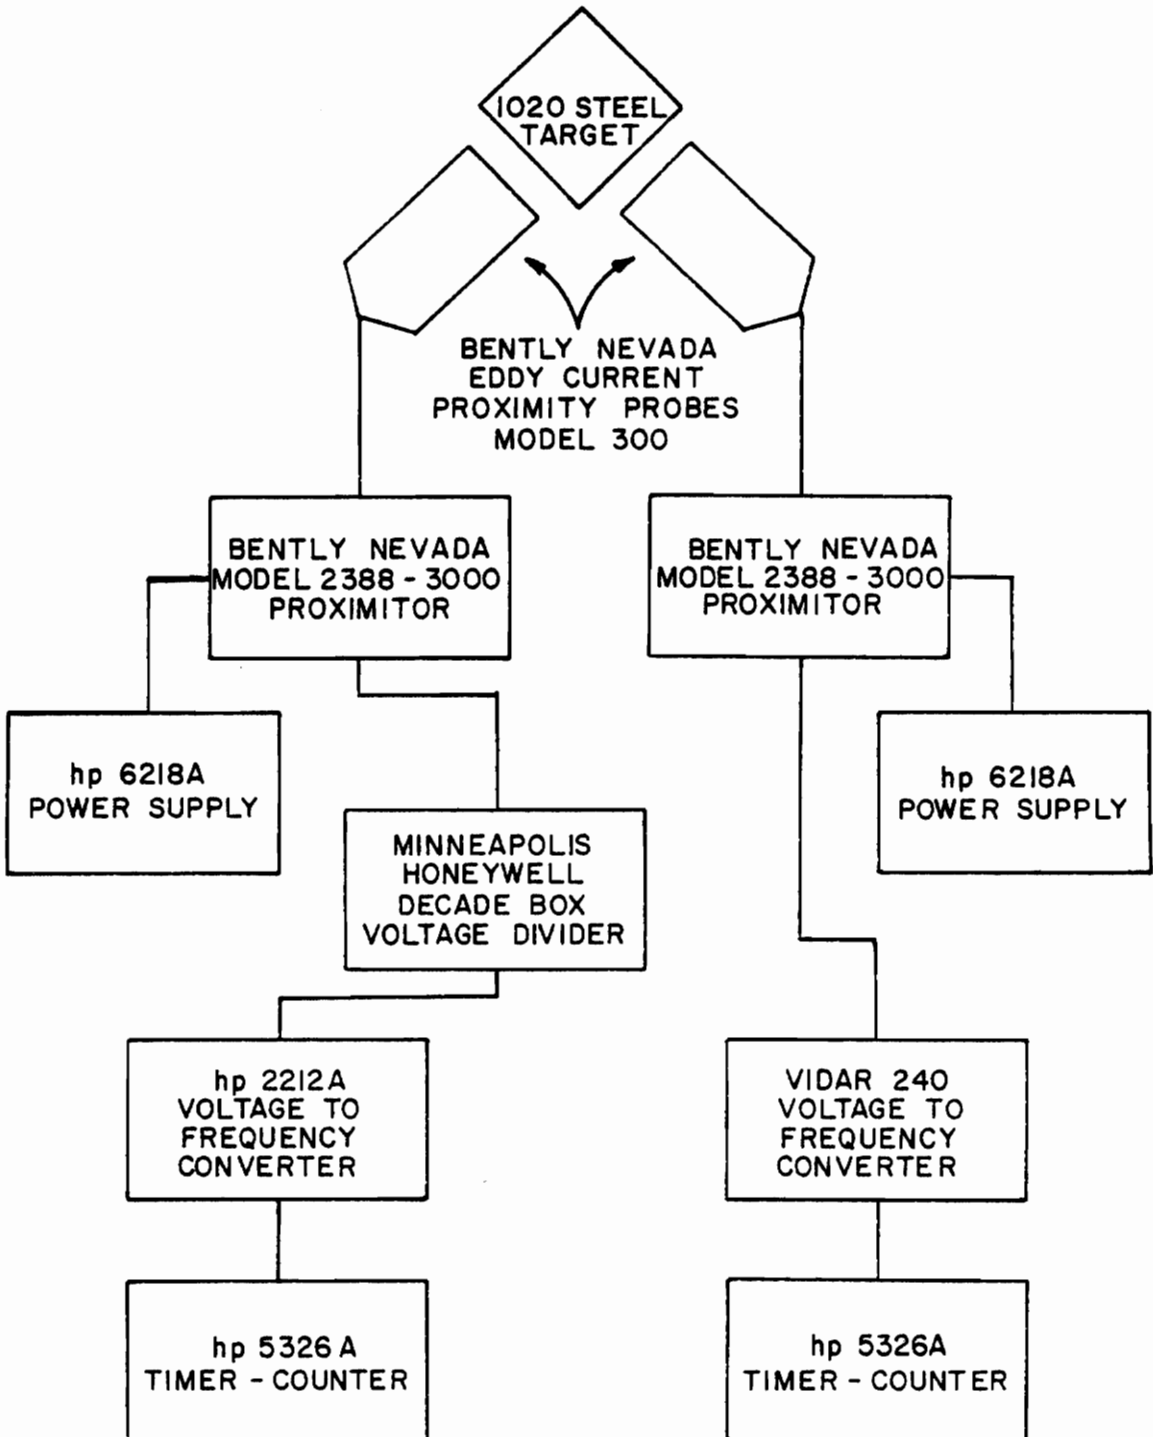 1020 STEEL
TARGET
BENTLY NEVADA
EDDY CURRENT
PROXIMITY PROBES
MODEL 300
BENTLY NEVADA
MODEL 2388 - 3000
PROXIMITOR
BENTLY NEVADA
MODEL 2388 - 3000
PROXIMITOR
hp 6218A
POWER SUPPLY
hp 6218A
POWER SUPPLY
MINNEAPOLIS
HONEYWELL
DECADE BOX
VOLTAGE DIVIDER
hp 2212A
VOLTAGE TO
FREQUENCY
CONVERTER
VIDAR 240
VOLTAGE TO
FREQUENCY
CONVERTER
hp 5326A
TIMER - COUNTER
hp 5326A
TIMER - COUNTER